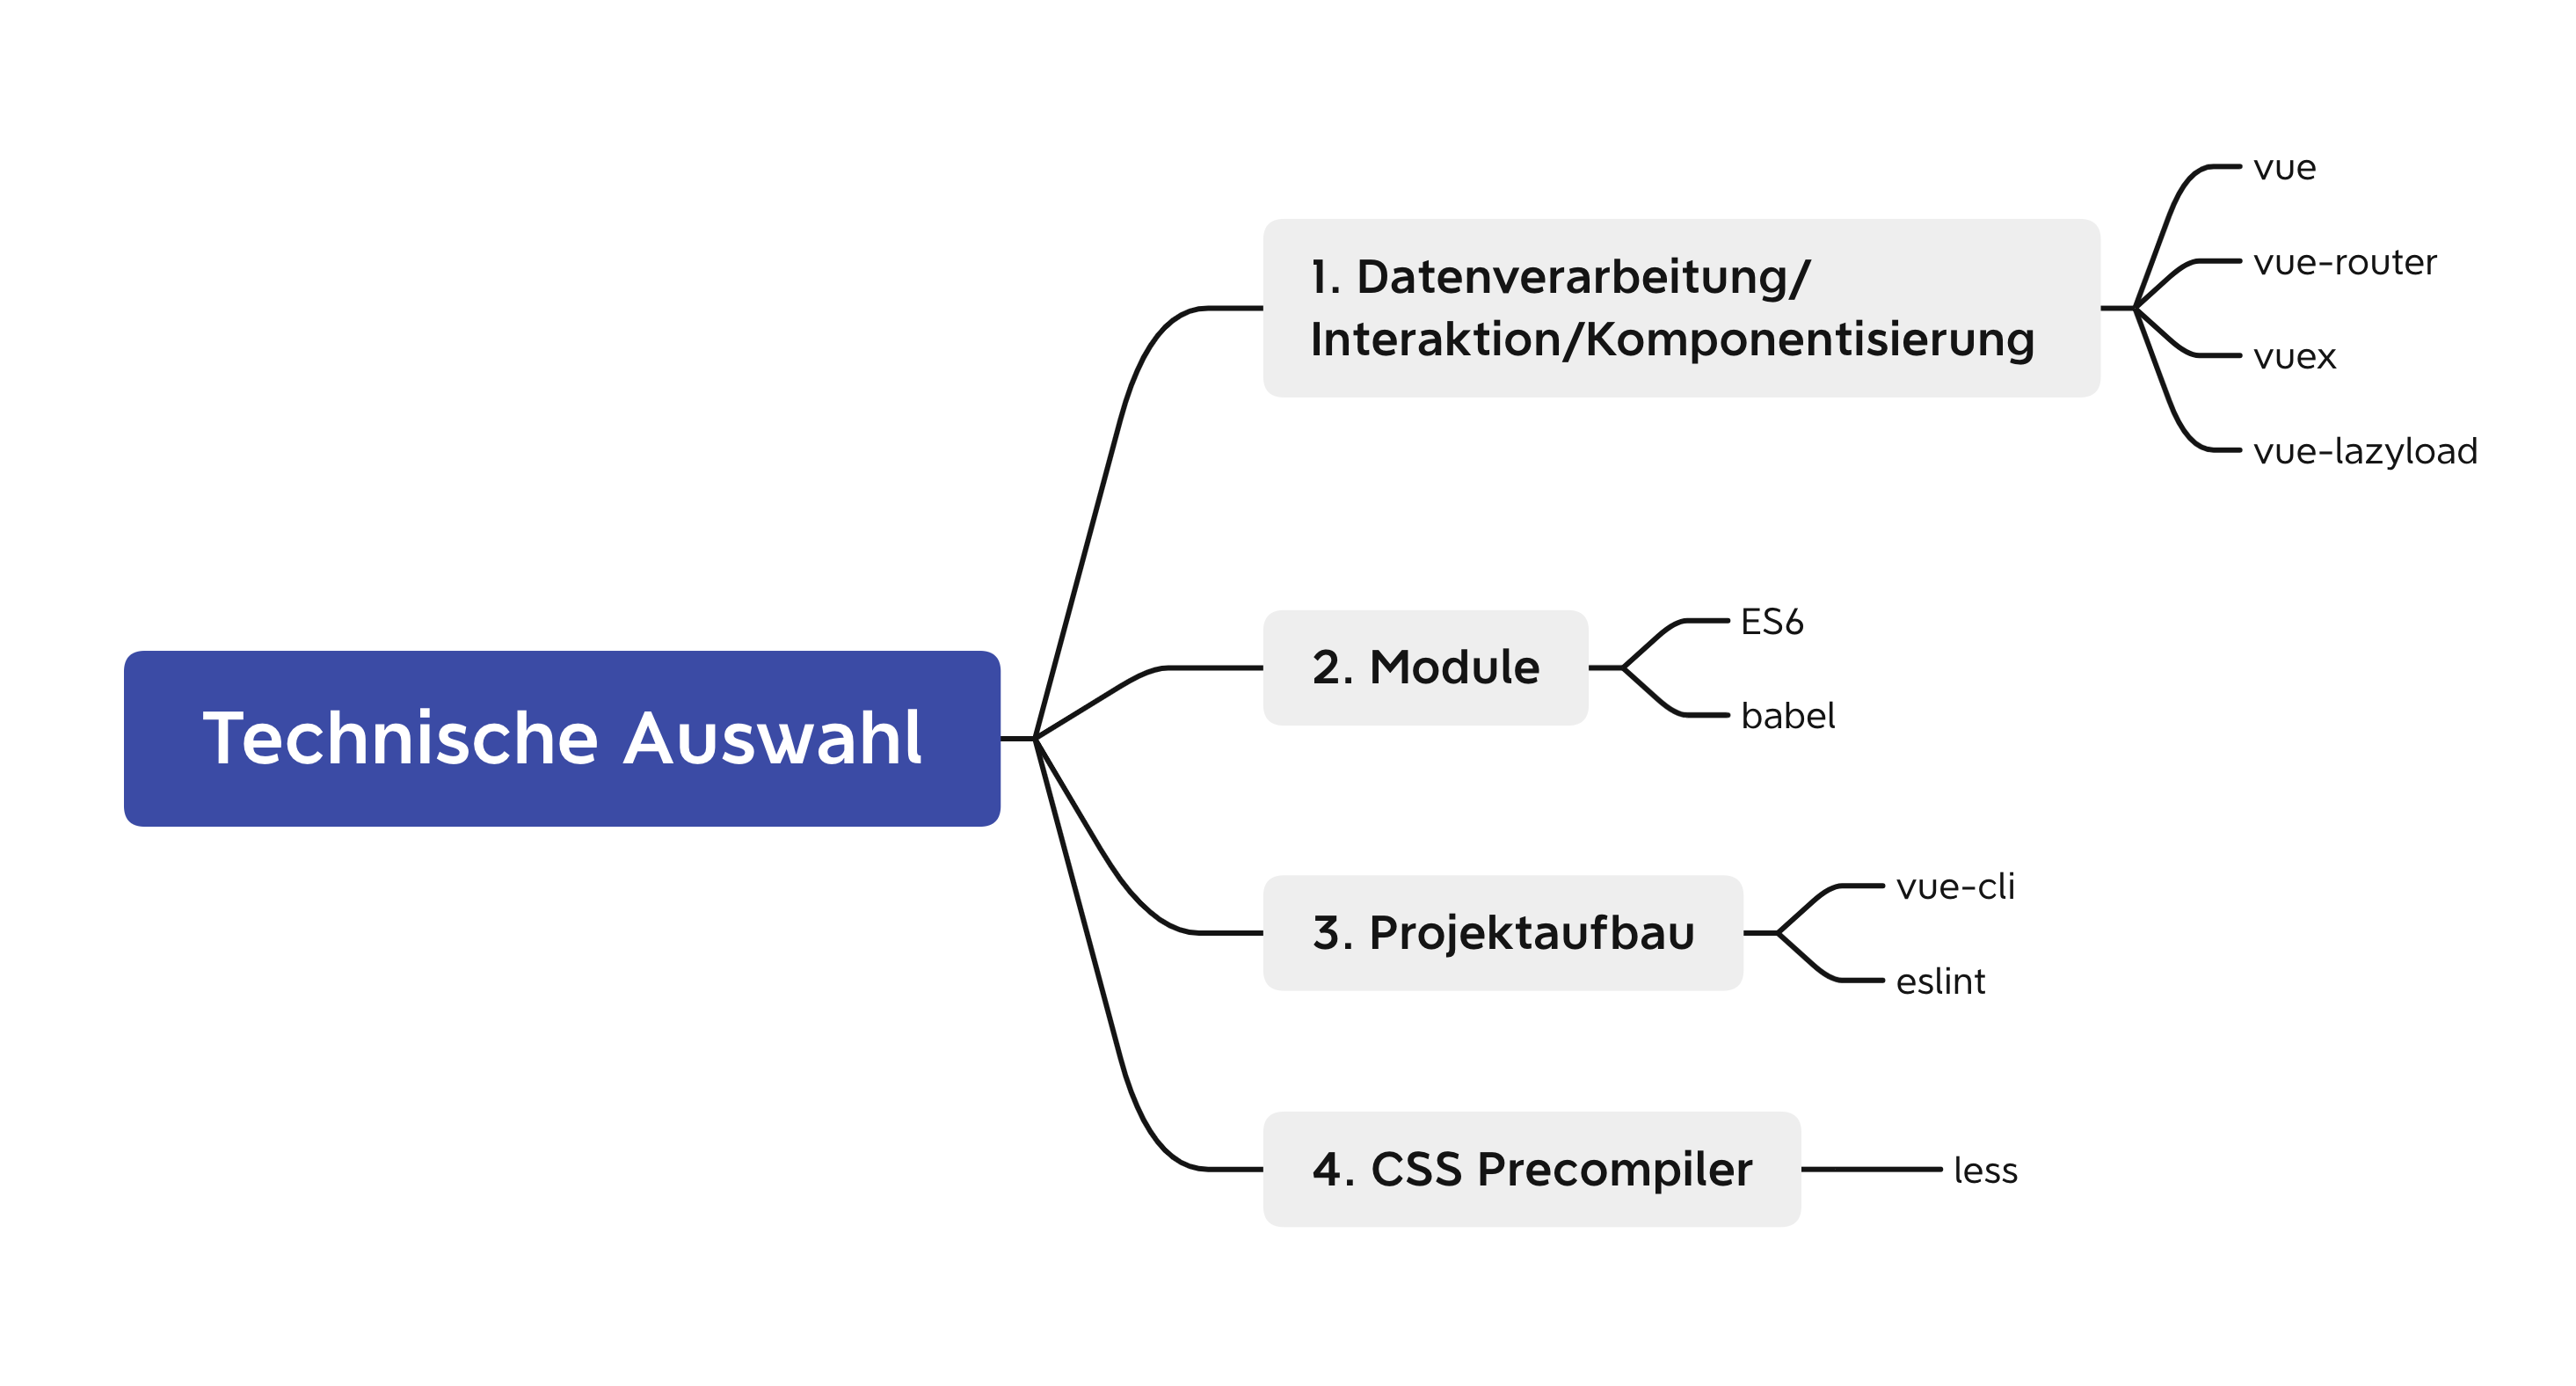 Technische Auswahl
1. Datenverarbeitung/
Interaktion/Komponentisierung
vue
vue-router
vuex
vue-lazyload
2. Module
ES6
babel
3. Projektaufbau
vue-cli
eslint
4. CSS Precompiler
less